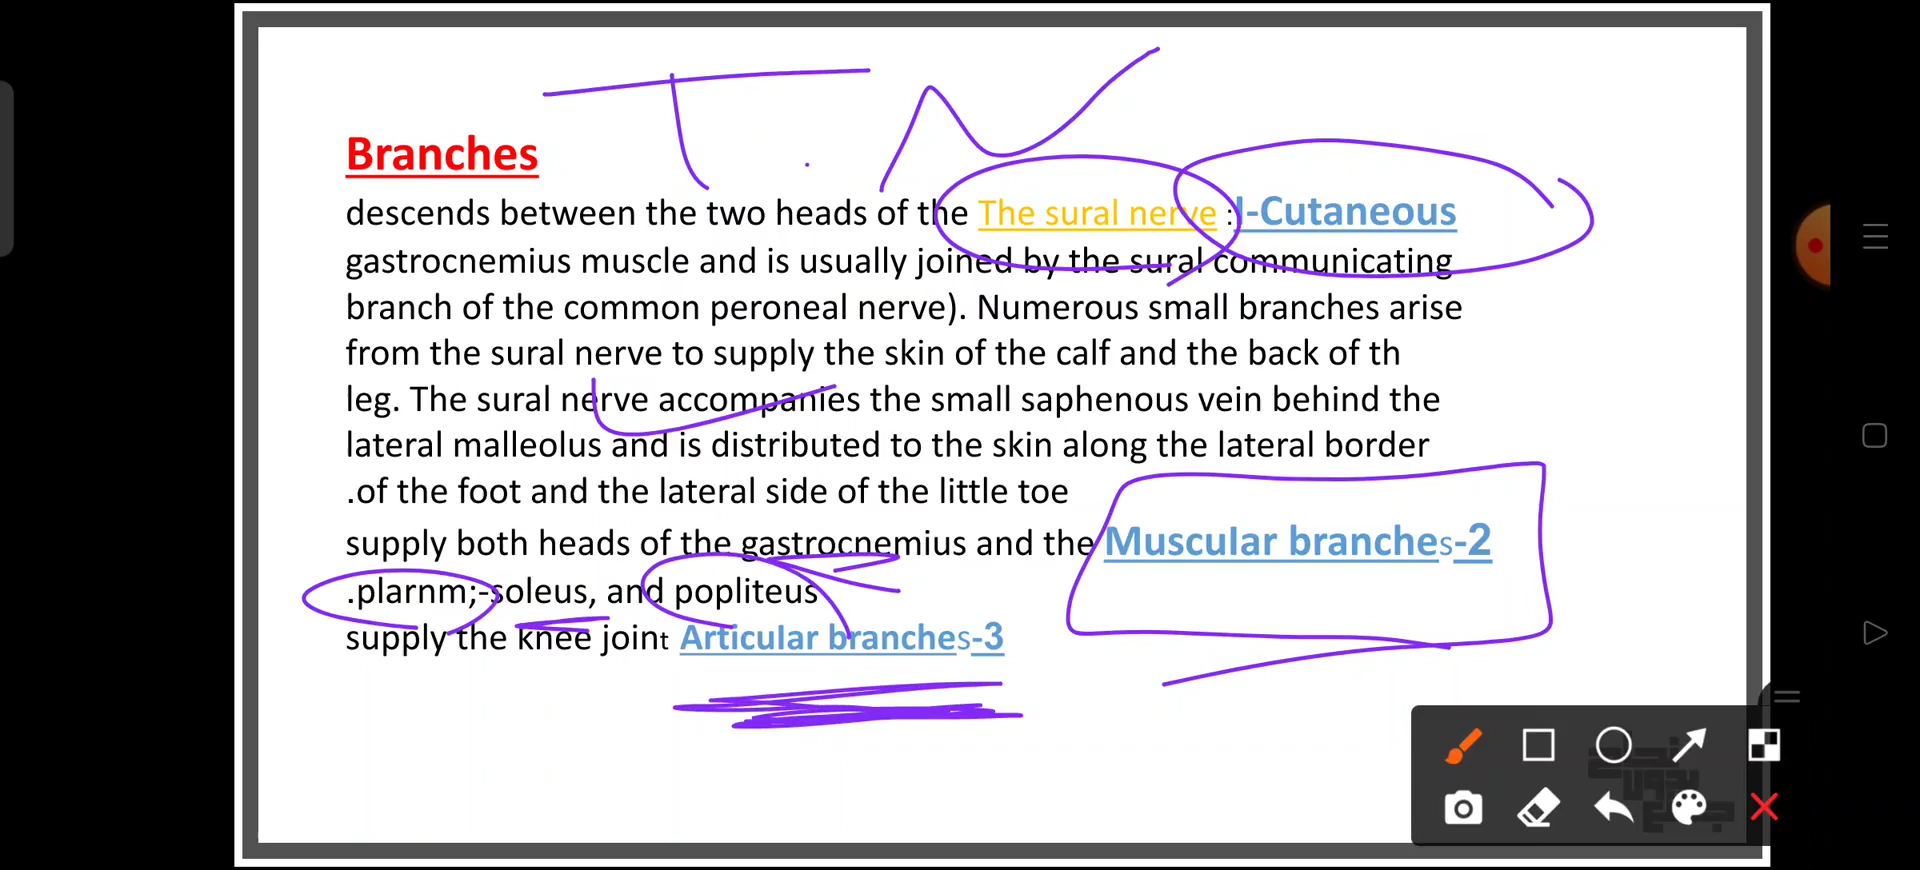 T.N
Branches
descends between the two heads of the The sural nerve :I-Cutaneous
gastrocnemius muscle and is usually joined by the sural communicating
branch of the common peroneal nerve). Numerous small branches arise
from the sural nerve to supply the skin of the calf and the back of th
leg. The sural nerve accompanies the small saphenous vein behind the
lateral malleolus and is distributed to the skin along the lateral border
.of the foot and the lateral side of the little toe
supply both heads of the gastrocnemius and the Muscular branches-2
.plarnm;-soleus, and popliteus
supply the knee joint Articular branches-3